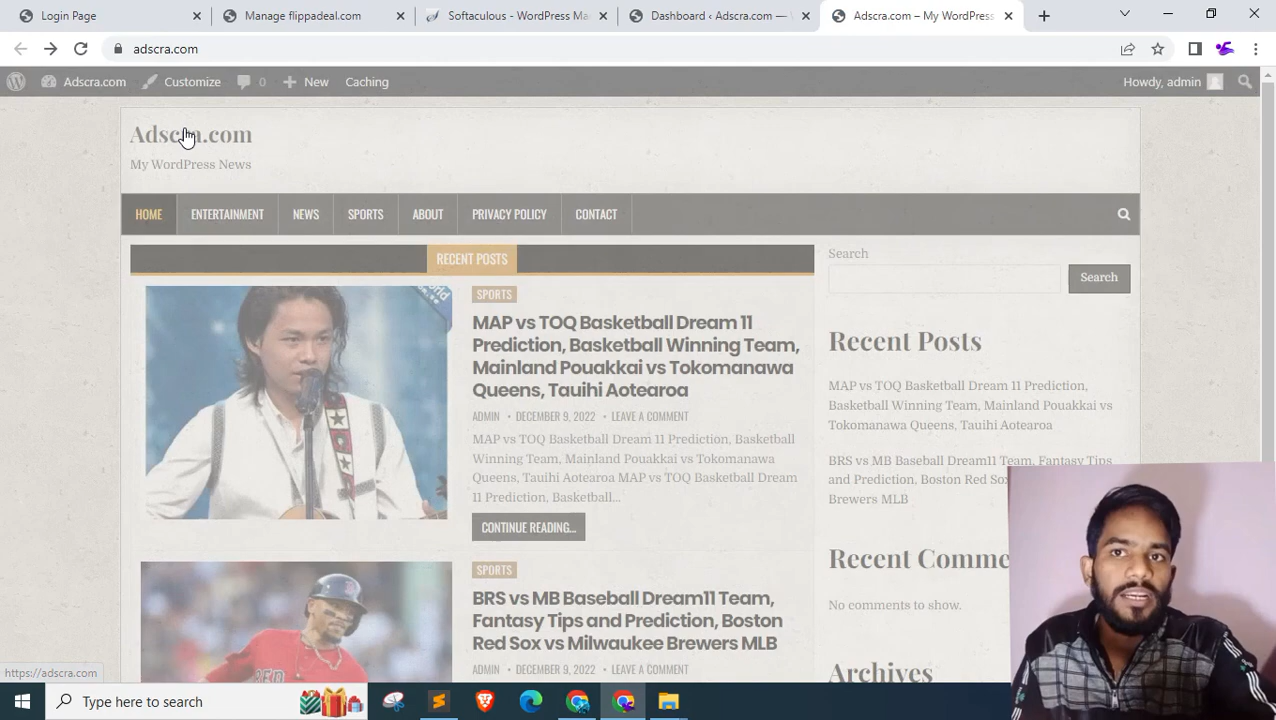 Login Page
Manage flippadeal.com
Softaculous - WordPress Ma
Dashboard ‹ Adscra.com —
Adscra.com – My WordPress
adscra.com
Adscra.com
Customize
0
New
Caching
Howdy, admin
Adscra.com
My WordPress News
HOME
ENTERTAINMENT
NEWS
SPORTS
ABOUT
PRIVACY POLICY
CONTACT
RECENT POSTS
SPORTS
MAP vs TOQ Basketball Dream 11
Prediction, Basketball Winning Team,
Mainland Pouakkai vs Tokomanawa
Queens, Tauihi Aotearoa
ADMIN • DECEMBER 9, 2022 • LEAVE A COMMENT
MAP vs TOQ Basketball Dream 11 Prediction, Basketball
Winning Team, Mainland Pouakkai vs Tokomanawa
Queens, Tauihi Aotearoa MAP vs TOQ Basketball Dream
11 Prediction, Basketball...
CONTINUE READING...
SPORTS
BRS vs MB Baseball Dream11 Team,
Fantasy Tips and Prediction, Boston
Red Sox vs Milwaukee Brewers MLB
ADMIN • DECEMBER 9, 2022 • LEAVE A COMMENT
Search
Search
Recent Posts
MAP vs TOQ Basketball Dream 11 Prediction,
Basketball Winning Team, Mainland Pouakkai vs
Tokomanawa Queens, Tauihi Aotearoa
BRS vs MB Baseball Dream11 Team, Fantasy Tips
and Prediction, Boston Red Sox
Brewers MLB
Recent Comme
No comments to show.
Archives
https://adscra.com
Type here to search